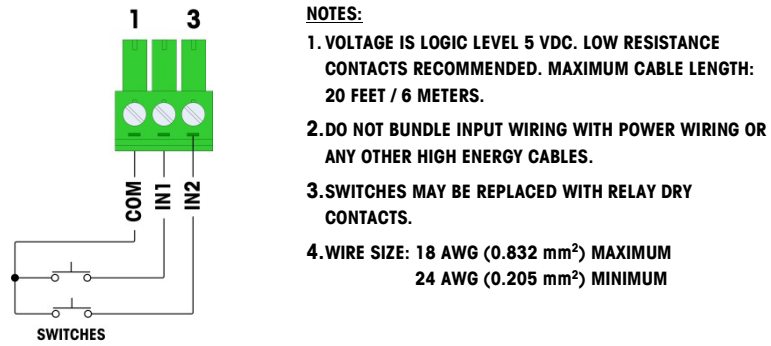 1 3
COM
IN1
IN2
SWITCHES
NOTES:
1. VOLTAGE IS LOGIC LEVEL 5 VDC. LOW RESISTANCE
CONTACTS RECOMMENDED. MAXIMUM CABLE LENGTH:
20 FEET / 6 METERS.
2. DO NOT BUNDLE INPUT WIRING WITH POWER WIRING OR
ANY OTHER HIGH ENERGY CABLES.
3. SWITCHES MAY BE REPLACED WITH RELAY DRY
CONTACTS.
4. WIRE SIZE: 18 AWG (0.832 mm²) MAXIMUM
24 AWG (0.205 mm²) MINIMUM